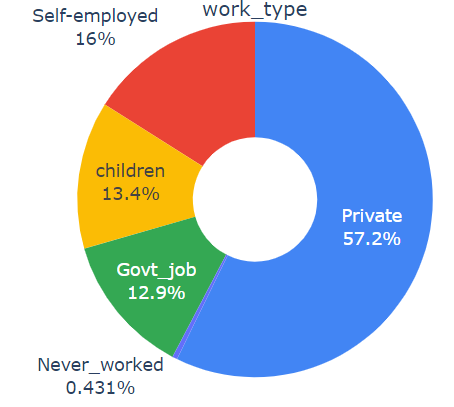 work_type
Self-employed
16%
children
13.4%
Private
57.2%
Govt_job
12.9%
Never_worked
0.431%